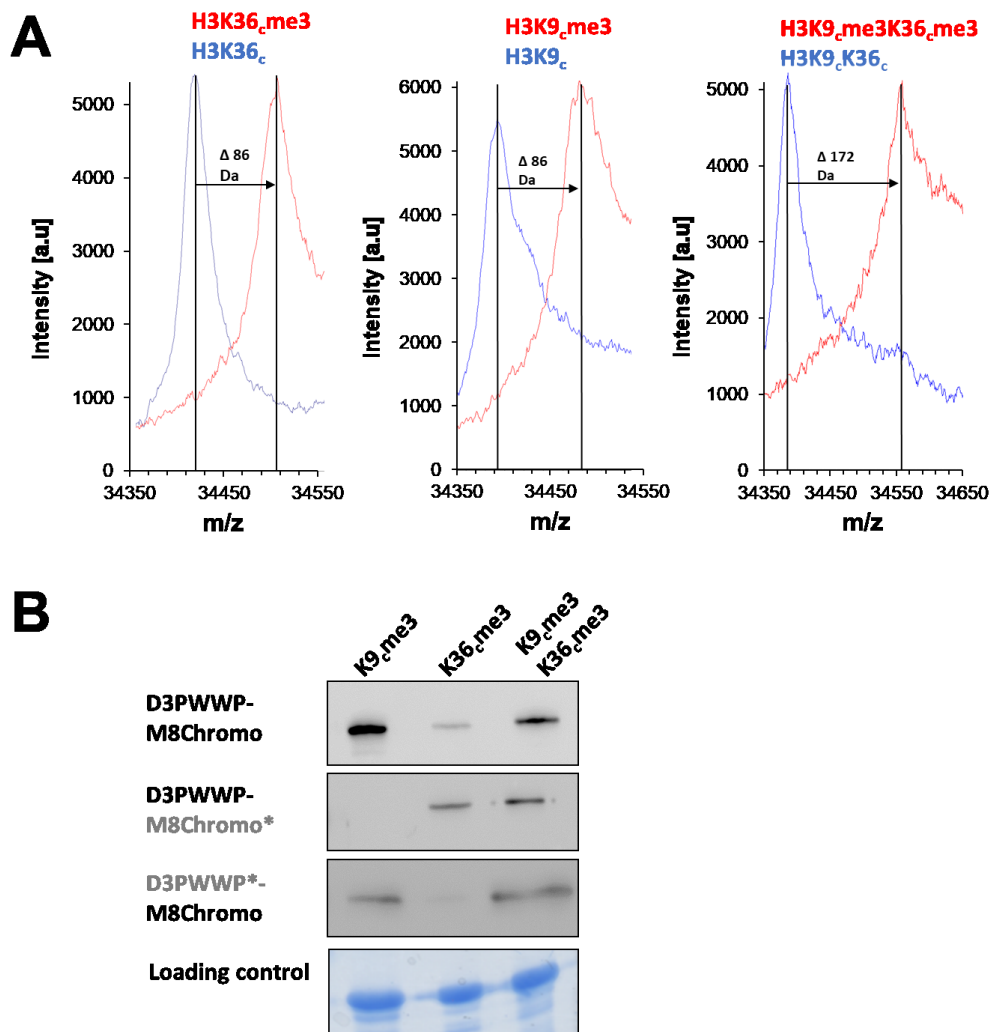 A
H3K36cme3
H3K36c
Δ 86
Da
5000
4000
3000
2000
1000
0
Intensity [a.u]
34350 34450 34550
m/z
H3K9cme3
H3K9c
Δ 86
Da
6000
5000
4000
3000
2000
1000
0
Intensity [a.u]
34350 34450 34550
m/z
H3K9cme3K36cme3
H3K9cK36c
Δ 172
Da
5000
4000
3000
2000
1000
0
Intensity [a.u]
34350 34450 34550 34650
m/z
B
K9cme3
K36cme3
K9cme3
K36cme3
D3PWWP-
M8Chromo
D3PWWP-
M8Chromo*
D3PWWP*-
M8Chromo
Loading control